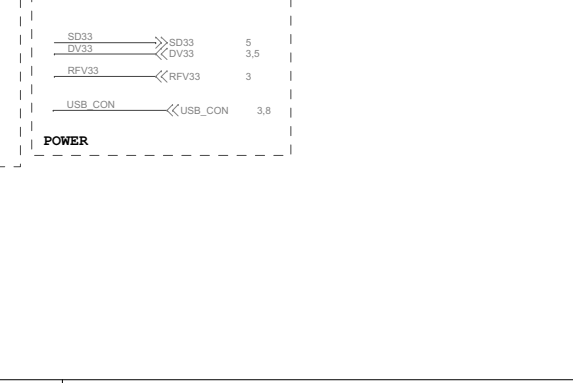 SD33 SD33 5
DV33 DV33 3,5
RFV33 RFV33 3
USB_CON USB_CON 3,8
POWER